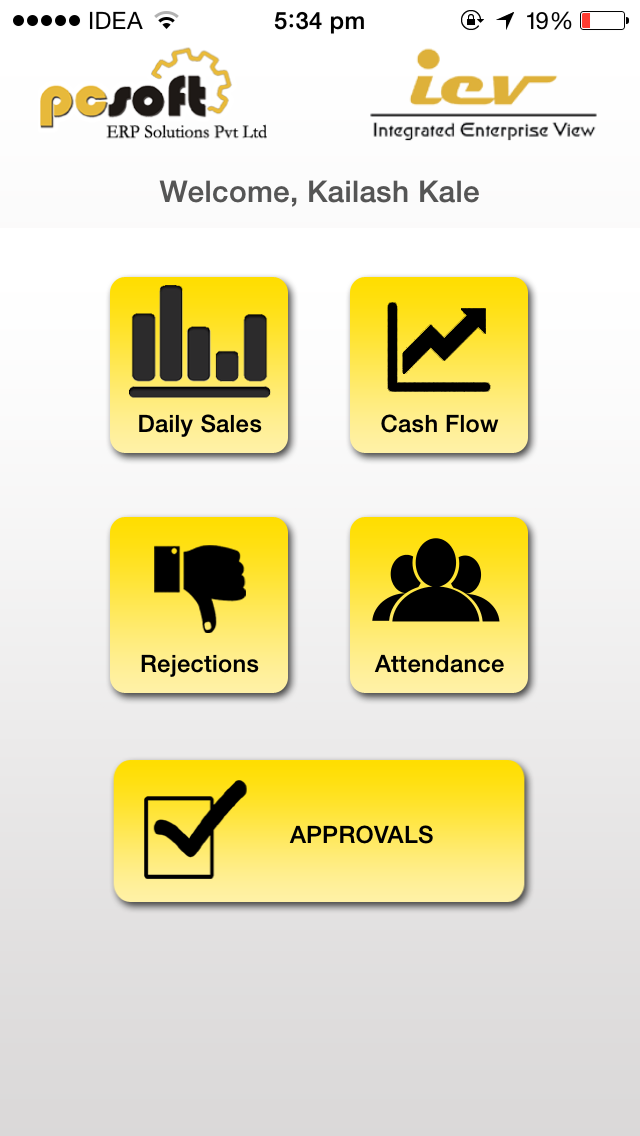 IDEA 5:34 pm 19%
pcsoft
ERP Solutions Pvt Ltd
iev
Integrated Enterprise View
Welcome, Kailash Kale
Daily Sales
Cash Flow
Rejections
Attendance
APPROVALS